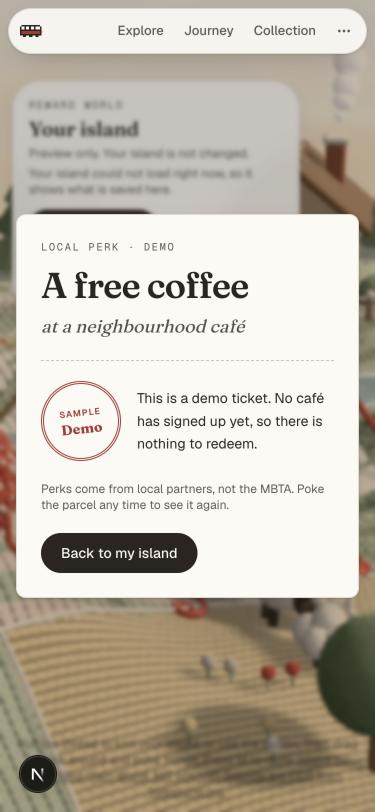 Explore Journey Collection ...
REWARD WORLD
Your island
Preview only. Your island is not changed.
Your island could not load right now, so it
shows what is saved here.
LOCAL PERK · DEMO
A free coffee
at a neighbourhood café
SAMPLE
Demo
This is a demo ticket. No café
has signed up yet, so there is
nothing to redeem.
Perks come from local partners, not the MBTA. Poke
the parcel any time to see it again.
Back to my island
N